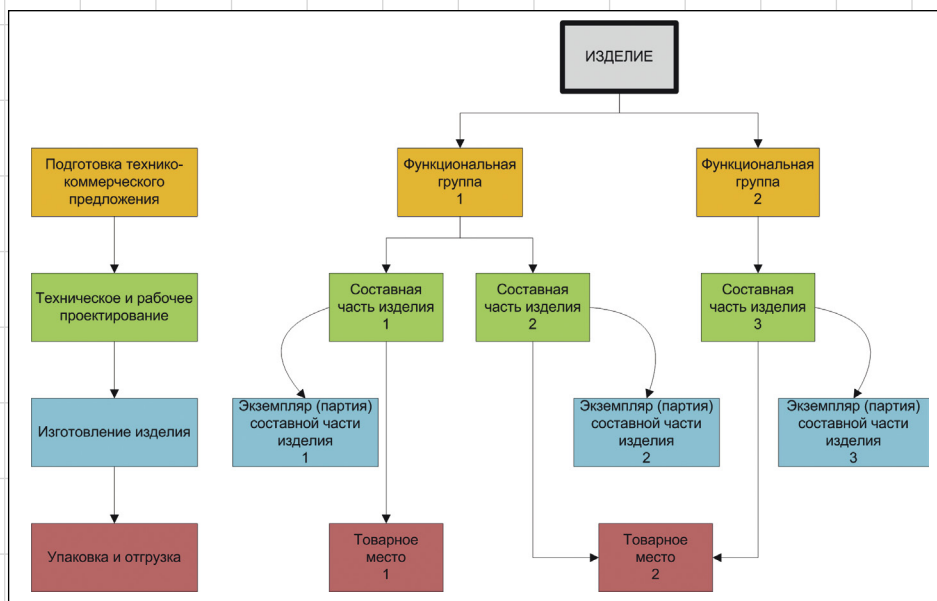 ИЗДЕЛИЕ
Подготовка технико-
коммерческого
предложения
Функциональная
группа
1
Функциональная
группа
2
Техническое и рабочее
проектирование
Составная
часть изделия
1
Составная
часть изделия
2
Составная
часть изделия
3
Изготовление изделия
Экземпляр (партия)
составной части
изделия
1
Экземпляр (партия)
составной части
изделия
2
Экземпляр (партия)
составной части
изделия
3
Упаковка и отгрузка
Товарное
место
1
Товарное
место
2